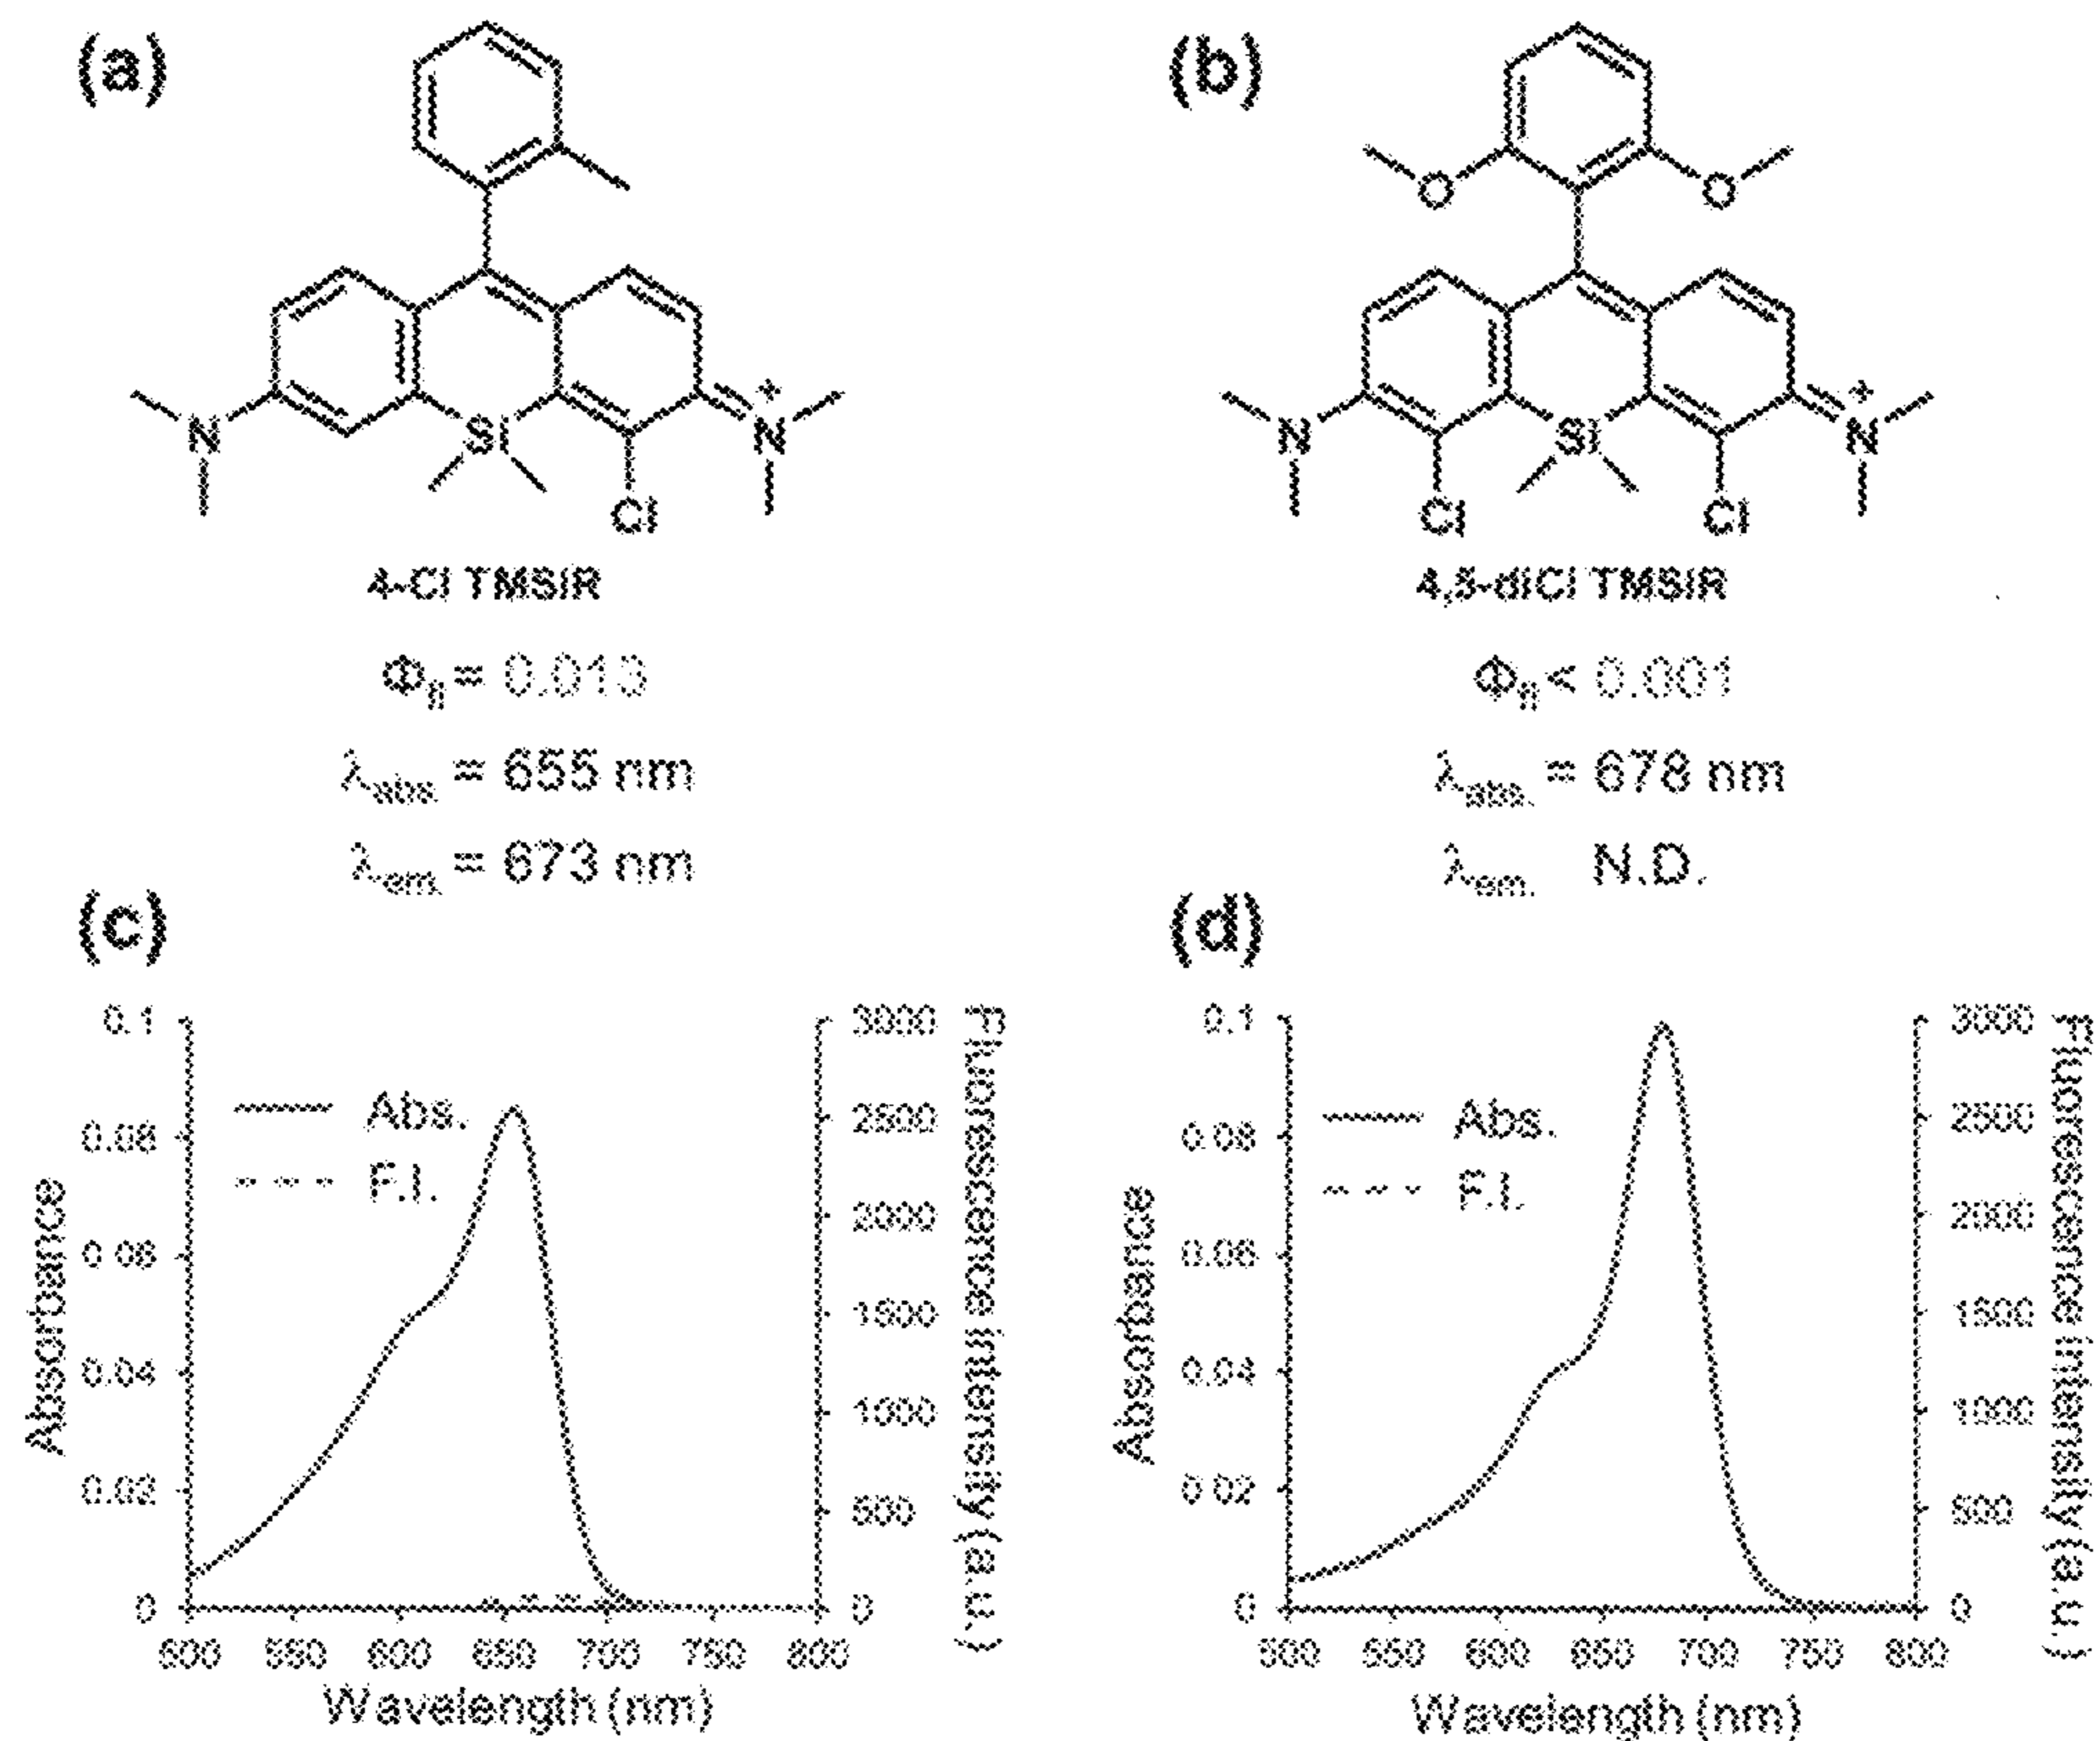 (a)
N
Si
Cl
N
+
4-Cl TMSiR
Φfl = 0.013
λabs. = 655 nm
λem. = 673 nm
(b)
O
O
N
Si
Cl
Cl
N
+
4,5-diCl TMSiR
Φfl < 0.001
λabs. = 678 nm
λem. N.D.
(c)
Absorbance
0.1
0.08
0.06
0.04
0.02
0
Abs.
F.I.
3000
2500
2000
1500
1000
500
0
Fluorescence intensity (a.u.)
500 550 600 650 700 750 800
Wavelength (nm)
(d)
Absorbance
0.1
0.08
0.06
0.04
0.02
0
Abs.
F.I.
3000
2500
2000
1500
1000
500
0
Fluorescence intensity (a.u.)
500 550 600 650 700 750 800
Wavelength (nm)